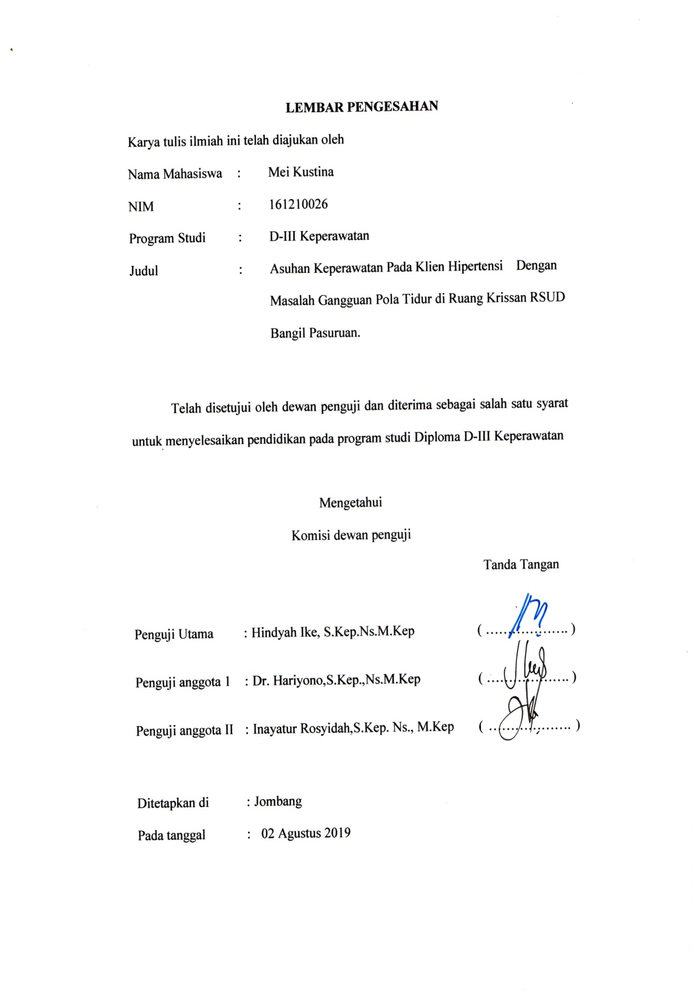 LEMBAR PENGESAHAN
Karya tulis ilmiah ini telah diajukan oleh
Nama Mahasiswa : Mei Kustina
NIM : 161210026
Program Studi : D-III Keperawatan
Judul : Asuhan Keperawatan Pada Klien Hipertensi Dengan
Masalah Gangguan Pola Tidur di Ruang Krissan RSUD
Bangil Pasuruan.
Telah disetujui oleh dewan penguji dan diterima sebagai salah satu syarat
untuk menyelesaikan pendidikan pada program studi Diploma D-III Keperawatan
Mengetahui
Komisi dewan penguji
Tanda Tangan
Penguji Utama : Hindyah Ike, S.Kep.Ns.M.Kep (.....................)
Penguji anggota 1 : Dr. Hariyono,S.Kep.,Ns.M.Kep (.....................)
Penguji anggota II : Inayatur Rosyidah,S.Kep. Ns., M.Kep (.....................)
Ditetapkan di : Jombang
Pada tanggal : 02 Agustus 2019